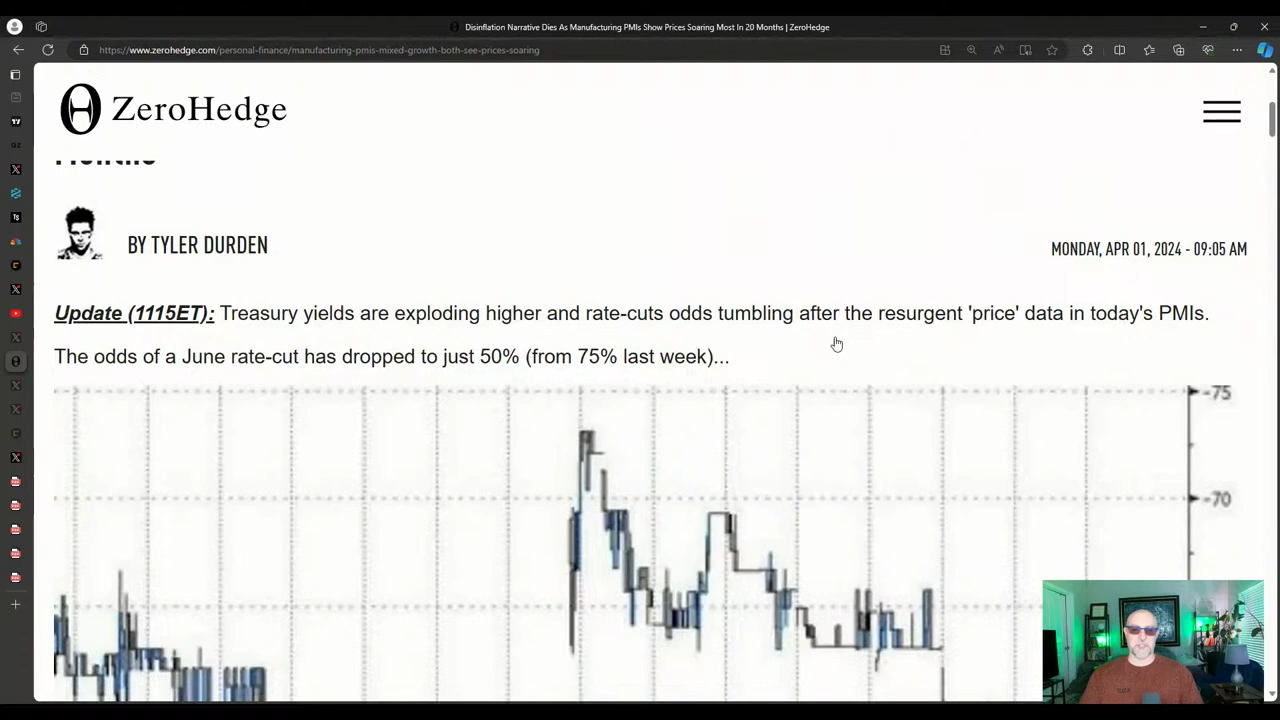 Disinflation Narrative Dies As Manufacturing PMIs Show Prices Soaring Most In 20 Months | ZeroHedge
https://www.zerohedge.com/personal-finance/manufacturing-pmis-mixed-growth-both-see-prices-soaring
ZeroHedge
Months
BY TYLER DURDEN
MONDAY, APR 01, 2024 - 09:05 AM
Update (1115ET): Treasury yields are exploding higher and rate-cuts odds tumbling after the resurgent 'price' data in today's PMIs.
The odds of a June rate-cut has dropped to just 50% (from 75% last week)...
-75
-70